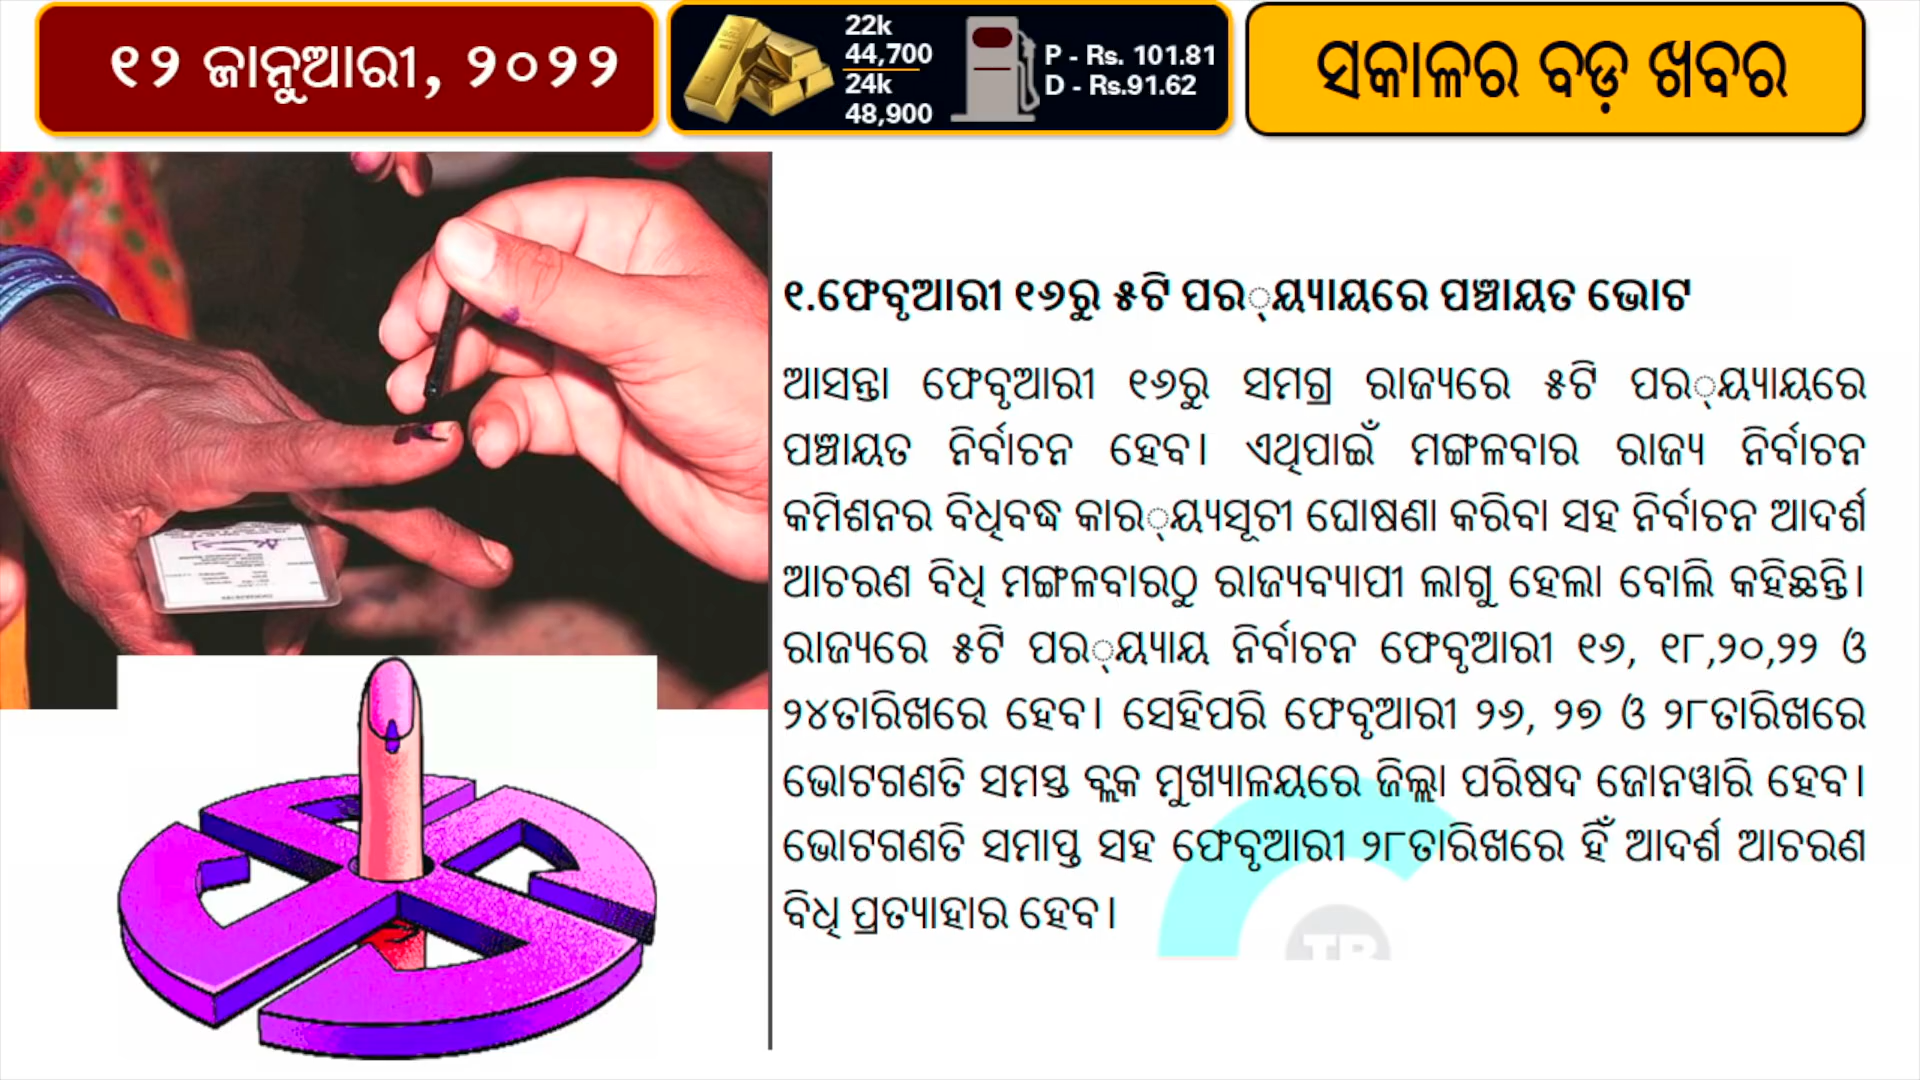 ୧୨ ଜାନୁଆରୀ, ୨୦୨୨
22k
44,700
24k
48,900
P - Rs. 101.81
D - Rs.91.62
ସକାଳର ବଡ଼ ଖବର
୧.ଫେବୃଆରୀ ୧୬ରୁ ୫ଟି ପର୍‌ୟ୍ୟାୟରେ ପଞ୍ଚାୟତ ଭୋଟ
ଆସନ୍ତା ଫେବୃଆରୀ ୧୬ରୁ ସମଗ୍ର ରାଜ୍ୟରେ ୫ଟି ପର୍‌ୟ୍ୟାୟରେ
ପଞ୍ଚାୟତ ନିର୍ବାଚନ ହେବ। ଏଥିପାଇଁ ମଙ୍ଗଳବାର ରାଜ୍ୟ ନିର୍ବାଚନ
କମିଶନର ବିଧିବଦ୍ଧ କାର୍‌ୟ୍ୟସୂଚୀ ଘୋଷଣା କରିବା ସହ ନିର୍ବାଚନ ଆଦର୍ଶ
ଆଚରଣ ବିଧି ମଙ୍ଗଳବାରଠୁ ରାଜ୍ୟବ୍ୟାପୀ ଲାଗୁ ହେଲା ବୋଲି କହିଛନ୍ତି।
ରାଜ୍ୟରେ ୫ଟି ପର୍‌ୟ୍ୟାୟ ନିର୍ବାଚନ ଫେବୃଆରୀ ୧୬, ୧୮,୨୦,୨୨ ଓ
୨୪ତାରିଖରେ ହେବ। ସେହିପରି ଫେବୃଆରୀ ୨୬, ୨୭ ଓ ୨୮ତାରିଖରେ
ଭୋଟଗଣତି ସମସ୍ତ ବ୍ଲକ ମୁଖ୍ୟାଳୟରେ ଜିଲ୍ଲା ପରିଷଦ ଜୋନୱାରି ହେବ।
ଭୋଟଗଣତି ସମାପ୍ତ ସହ ଫେବୃଆରୀ ୨୮ତାରିଖରେ ହିଁ ଆଦର୍ଶ ଆଚରଣ
ବିଧି ପ୍ରତ୍ୟାହାର ହେବ।